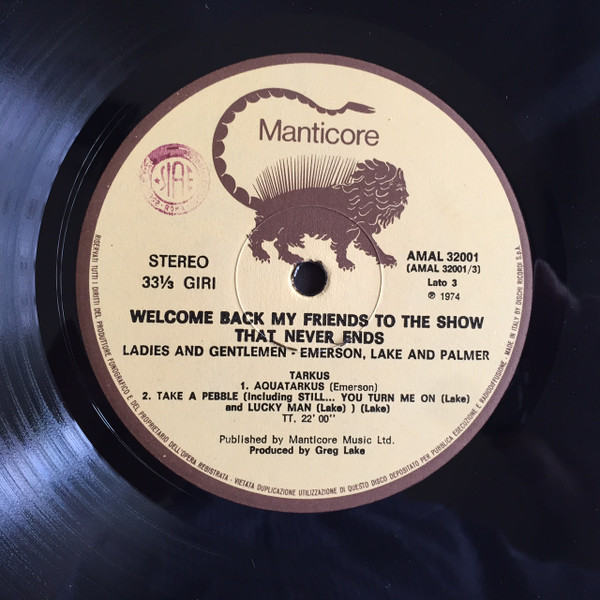 Manticore
SIAE
ROMA
STEREO
33⅓ GIRI
AMAL 32001
(AMAL 32001/3)
Lato 3
℗ 1974
WELCOME BACK MY FRIENDS TO THE SHOW
THAT NEVER ENDS
LADIES AND GENTLEMEN - EMERSON, LAKE AND PALMER
TARKUS
1. AQUATARKUS (Emerson)
2. TAKE A PEBBLE (Including STILL... YOU TURN ME ON (Lake)
and LUCKY MAN (Lake) ) (Lake)
TT. 22' 00''
Published by Manticore Music Ltd.
Produced by Greg Lake
RISERVATI TUTTI I DIRITTI DEL PRODUTTORE FONOGRAFICO E DEL PROPRIETARIO DELL'OPERA REGISTRATA - VIETATA DUPLICAZIONE UTILIZZAZIONE DI QUESTO DISCO DEPOSITATO PER PUBBLICA ESECUZIONE E RADIODIFFUSIONE. - MADE IN ITALY BY DISCHI RICORDI S.p.A.